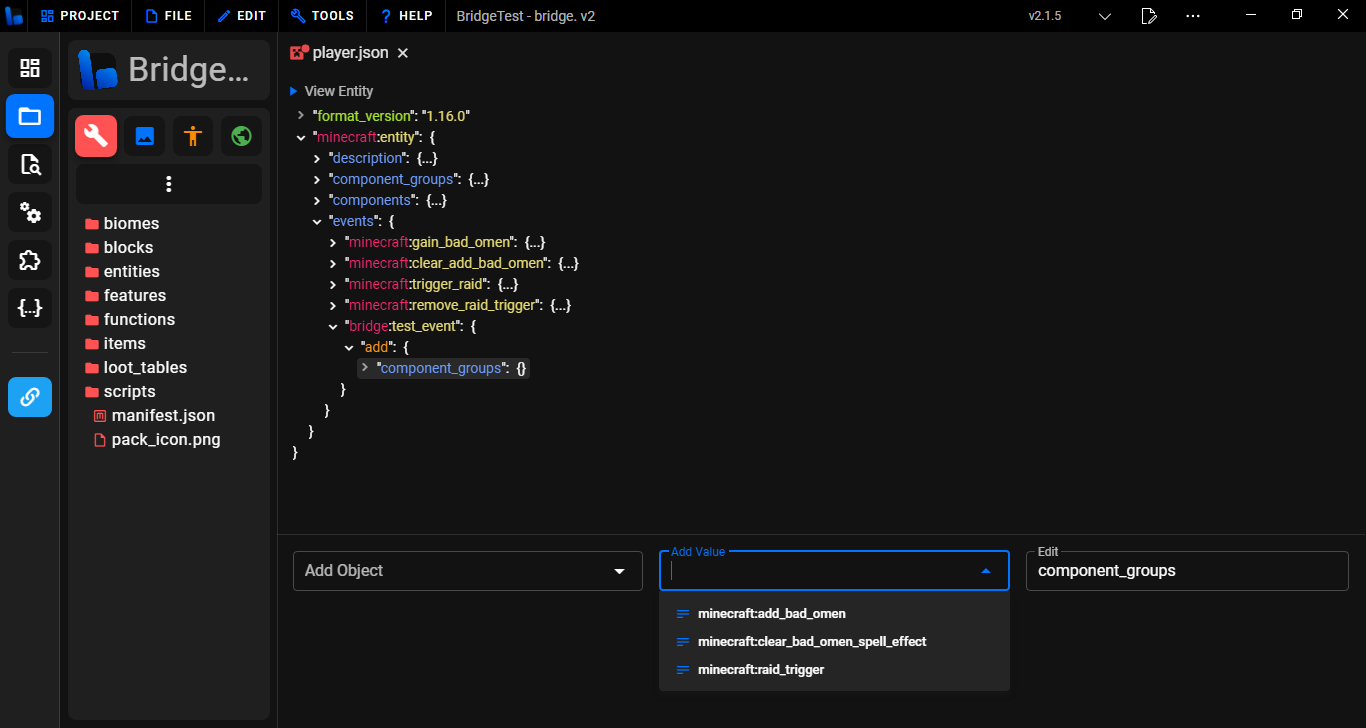 PROJECT
FILE
EDIT
TOOLS
? HELP
BridgeTest - bridge. v2
v2.1.5
Bridge...
biomes
blocks
entities
features
functions
items
loot_tables
scripts
manifest.json
pack_icon.png
player.json
View Entity
"format_version": "1.16.0"
"minecraft:entity": {
"description": {...}
"component_groups": {...}
"components": {...}
"events": {
"minecraft:gain_bad_omen": {...}
"minecraft:clear_add_bad_omen": {...}
"minecraft:trigger_raid": {...}
"minecraft:remove_raid_trigger": {...}
"bridge:test_event": {
"add": {
"component_groups": {}
}
}
}
}
Add Object
Add Value
minecraft:add_bad_omen
minecraft:clear_bad_omen_spell_effect
minecraft:raid_trigger
Edit
component_groups